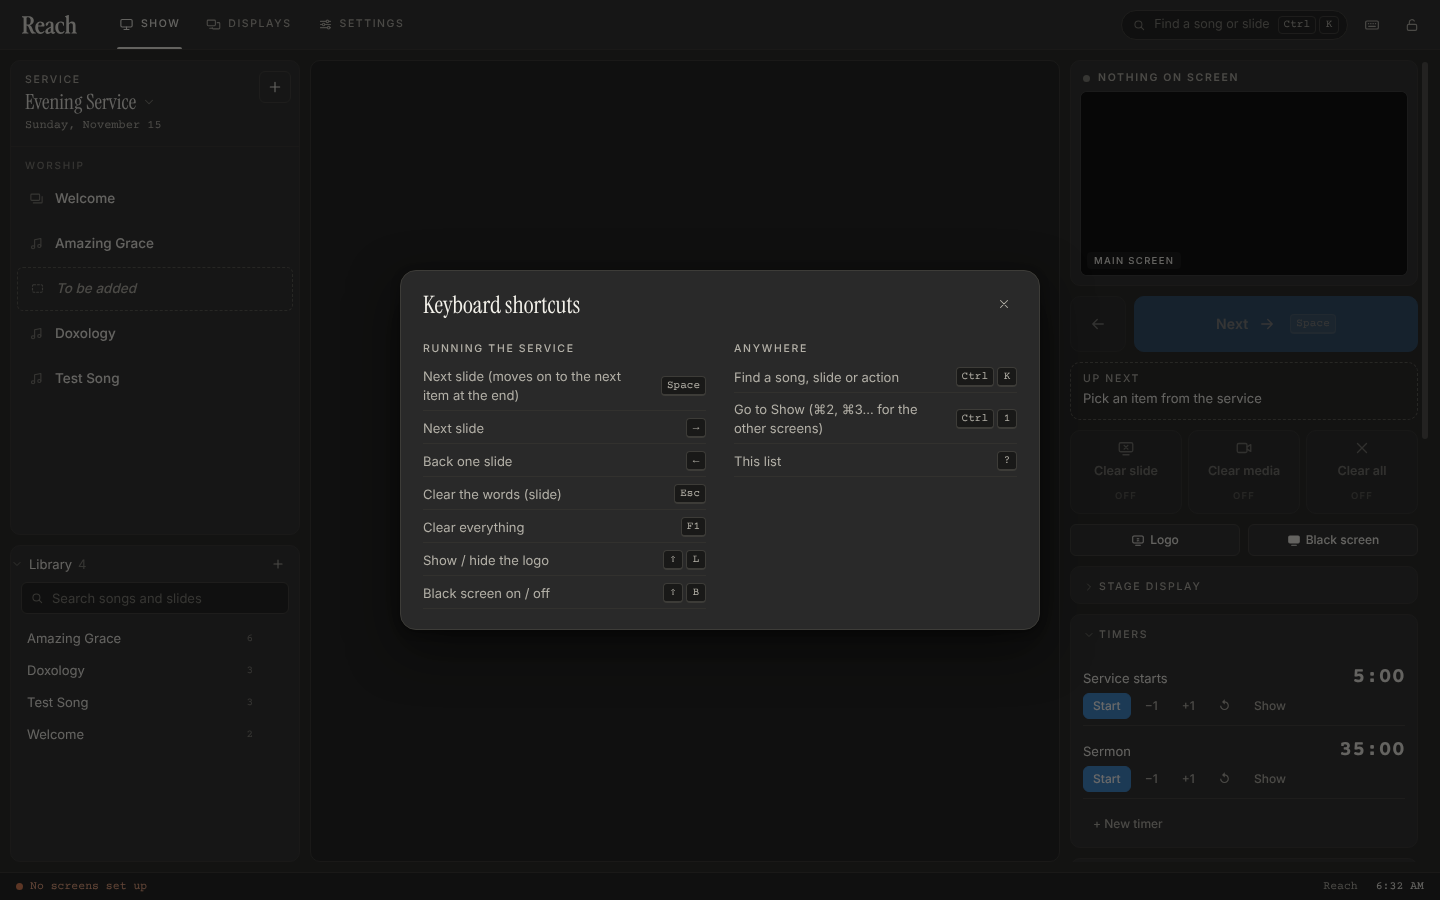 Reach
SHOW
DISPLAYS
SETTINGS
Find a song or slide
Ctrl K
SERVICE
Evening Service
Sunday, November 15
WORSHIP
Welcome
Amazing Grace
To be added
Doxology
Test Song
Library 4
Search songs and slides
Amazing Grace 6
Doxology 3
Test Song 3
Welcome 2
Keyboard shortcuts
RUNNING THE SERVICE
Next slide (moves on to the next
item at the end)
Space
Next slide →
Back one slide ←
Clear the words (slide) Esc
Clear everything F1
Show / hide the logo ⇧ L
Black screen on / off ⇧ B
ANYWHERE
Find a song, slide or action Ctrl K
Go to Show (⌘2, ⌘3… for the
other screens)
Ctrl 1
This list ?
NOTHING ON SCREEN
MAIN SCREEN
Next → Space
UP NEXT
Pick an item from the service
Clear slide
OFF
Clear media
OFF
Clear all
OFF
Logo
Black screen
STAGE DISPLAY
TIMERS
Service starts 5:00
Start −1 +1 Show
Sermon 35:00
Start −1 +1 Show
+ New timer
No screens set up
Reach 6:32 AM